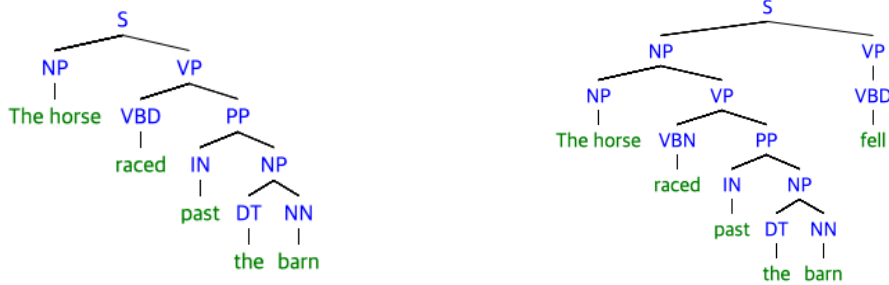 S
NP VP
The horse VBD PP
raced IN NP
past DT NN
the barn
S
NP VP
NP VP VBD
The horse VBN PP fell
raced IN NP
past DT NN
the barn